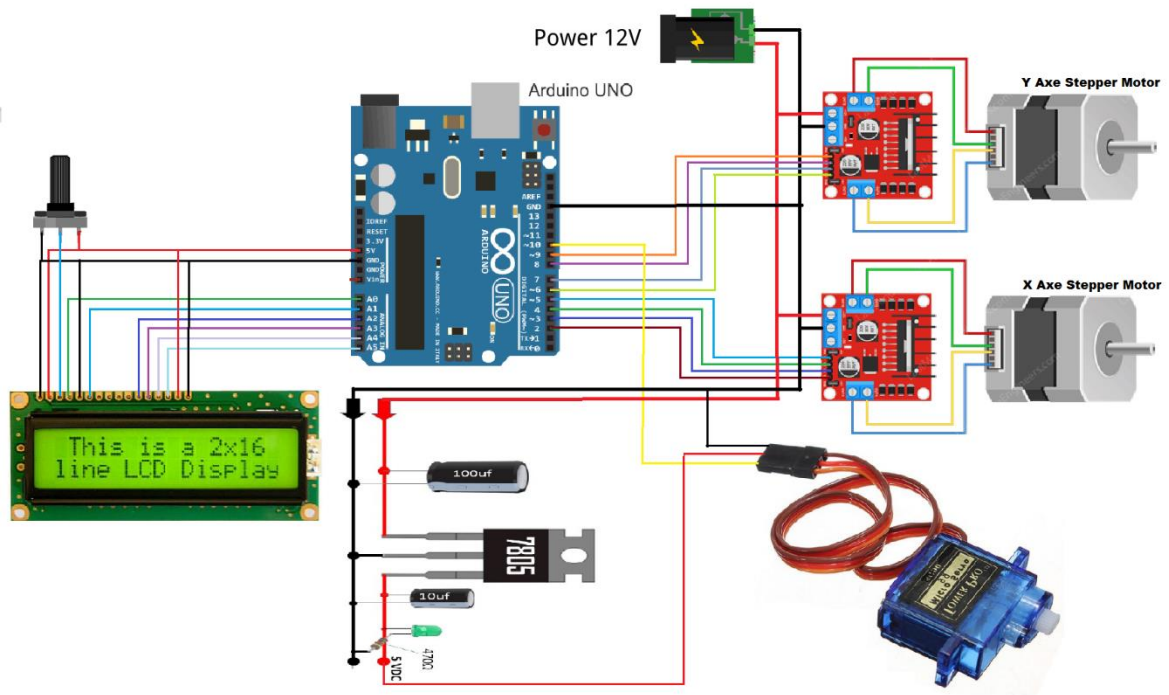 Power 12V
Arduino UNO
Y Axe Stepper Motor
X Axe Stepper Motor
IOREF
RESET
3.3V
5V
GND
GND
Vin
POWER
A0
A1
A2
A3
A4
A5
ANALOG IN
AREF
GND
13
12
~11
~10
~9
8
7
~6
~5
4
~3
2
TX→1
RX←0
DIGITAL (PWM~)
ARDUINO
UNO
This is a 2x16
line LCD Display
100uf
7805
10uf
470Ω
5 VDC